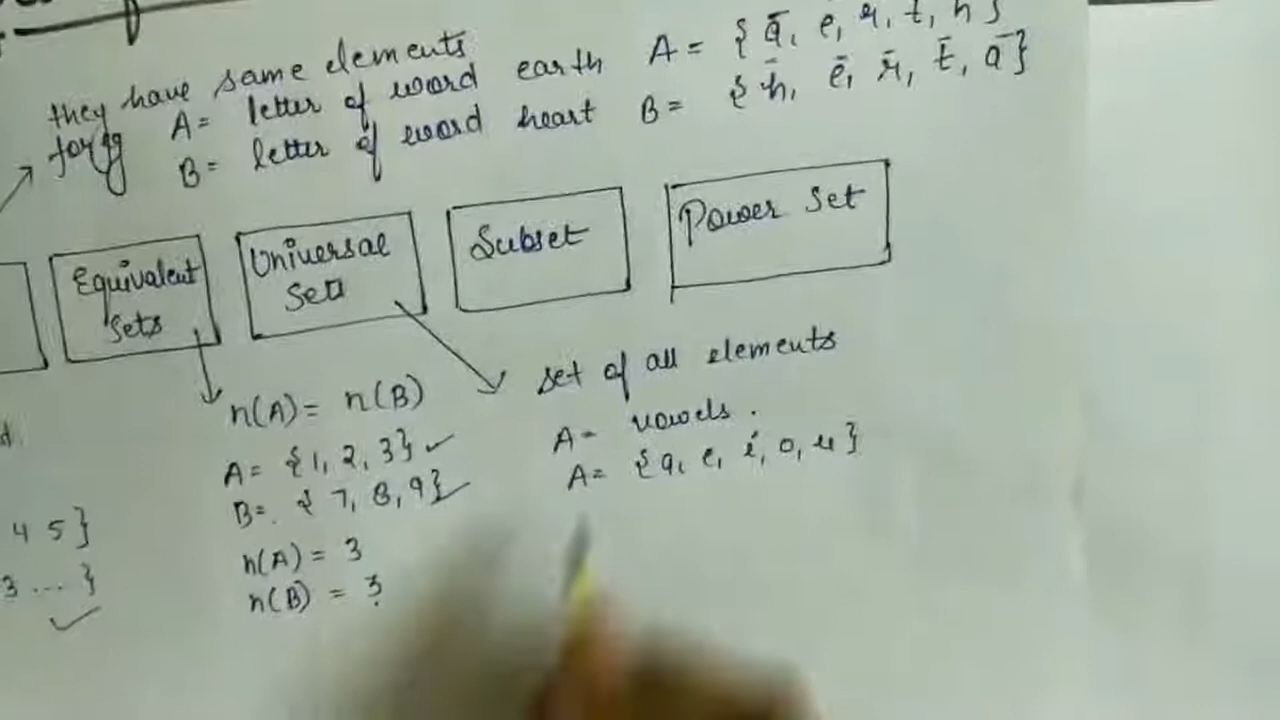 they have same elements
for eg A = letter of word earth A = {a, e, r, t, h}
B = letter of word heart B = {h, e, r, t, a}
Equivalent
Sets
Universal
Set
Subset
Power Set
n(A) = n(B)
A = {1, 2, 3} ✓
B = {7, 8, 9} ✓
n(A) = 3
n(B) = 3
set of all elements
A = vowels.
A = {a, e, i, o, u}
4 5}
3 ... }